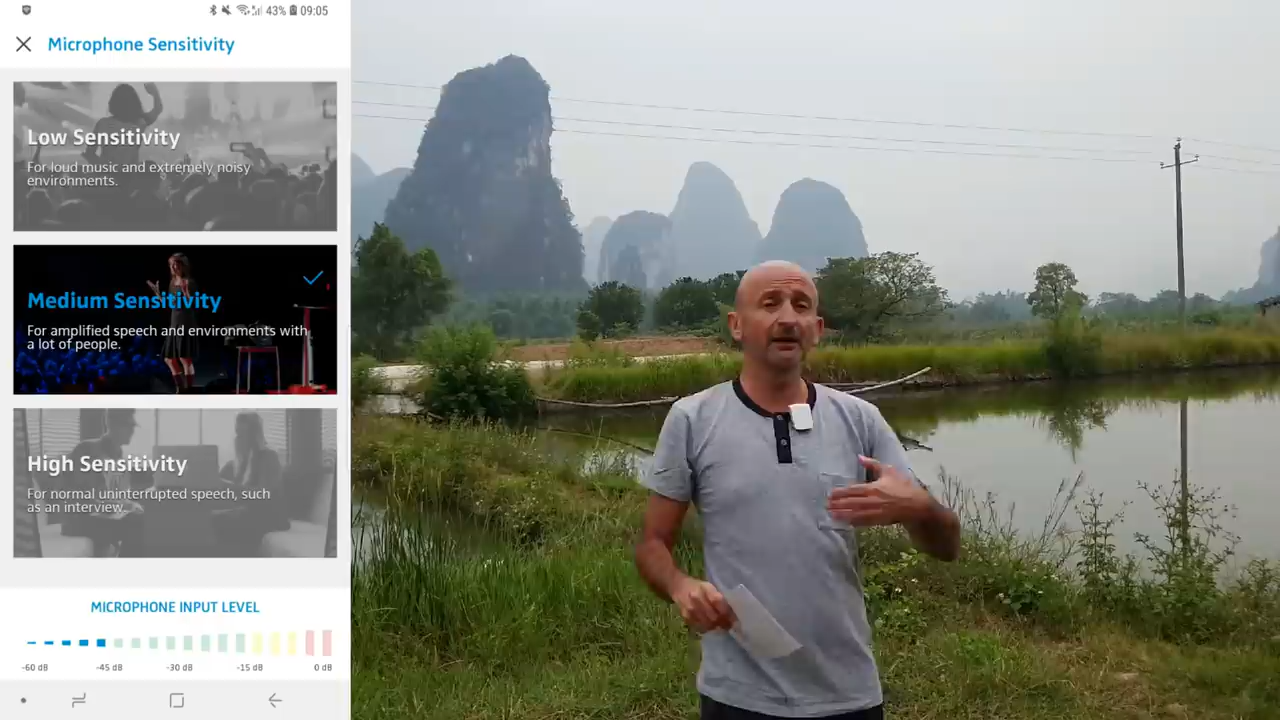 43% 09:05
Microphone Sensitivity
Low Sensitivity
For loud music and extremely noisy
environments.
Medium Sensitivity
For amplified speech and environments with
a lot of people.
High Sensitivity
For normal uninterrupted speech, such
as an interview.
MICROPHONE INPUT LEVEL
-60 dB -45 dB -30 dB -15 dB 0 dB